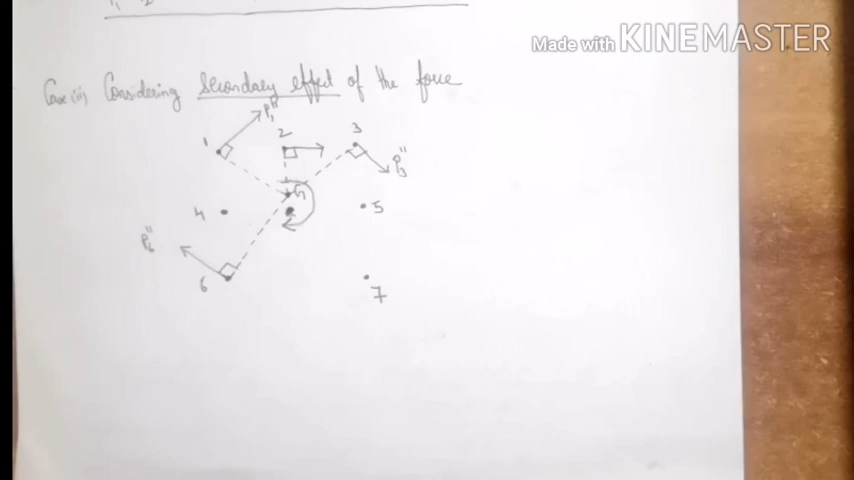 Made with KINEMASTER
Case (ii) Considering Secondary effect of the force
P1"
1
2
3
P3"
G
4
5
P6"
6
7